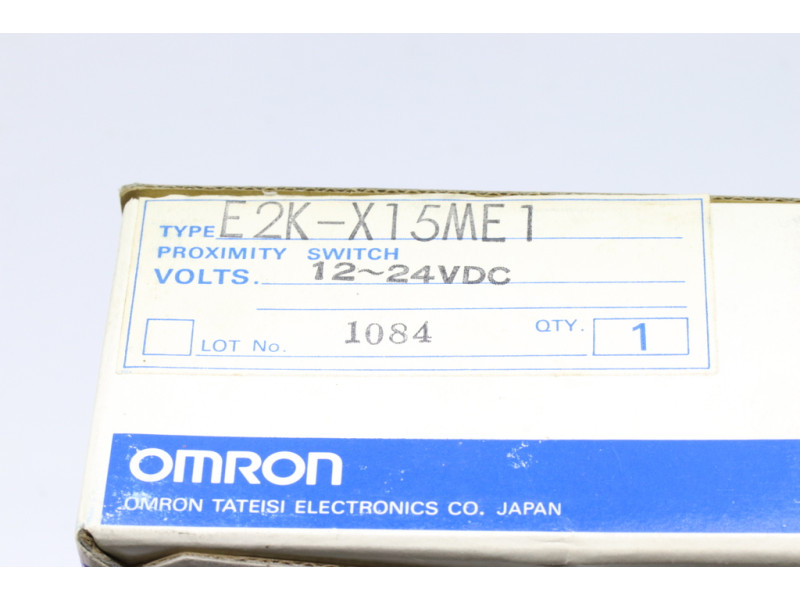 TYPE E2K-X15ME1
PROXIMITY SWITCH
VOLTS. 12~24VDC
LOT No. 1084 QTY. 1
OMRON
OMRON TATEISI ELECTRONICS CO. JAPAN